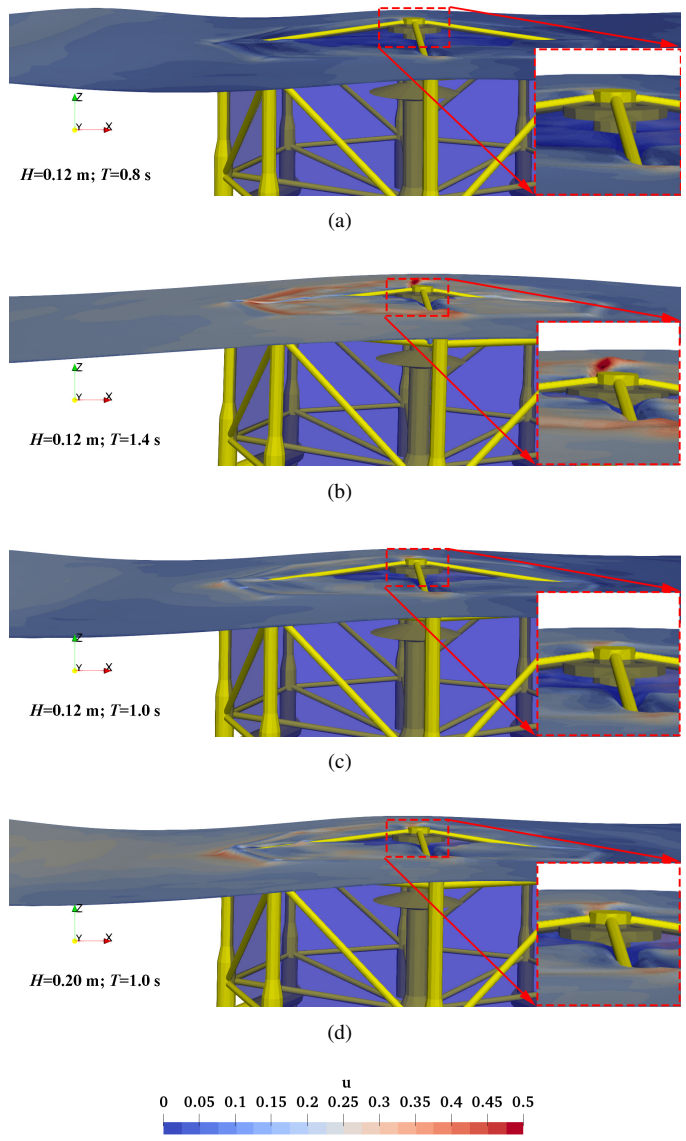 Z
Y X
H=0.12 m; T=0.8 s
(a)
Z
Y X
H=0.12 m; T=1.4 s
(b)
Z
Y X
H=0.12 m; T=1.0 s
(c)
Z
Y X
H=0.20 m; T=1.0 s
(d)
u
0 0.05 0.1 0.15 0.2 0.25 0.3 0.35 0.4 0.45 0.5